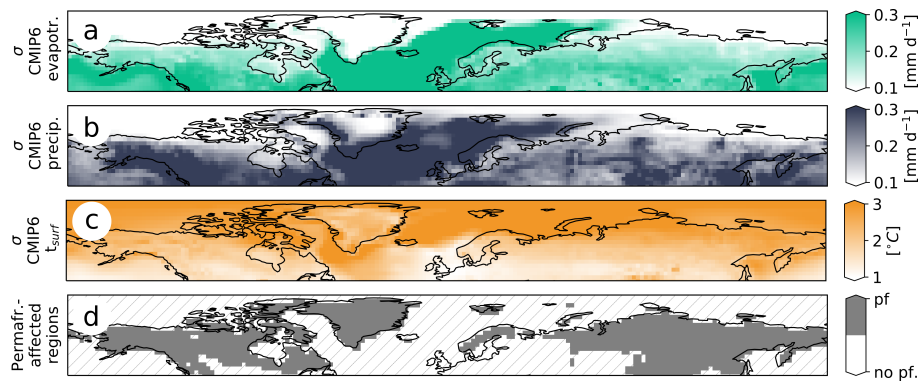 σ
CMIP6
evapotr.
a
0.3
0.2
0.1
[mm d⁻¹]
σ
CMIP6
precip.
b
0.3
0.2
0.1
[mm d⁻¹]
σ
CMIP6
t_surf
c
3
2
1
[°C]
Permafr.-
affected
regions
d
pf
no pf.